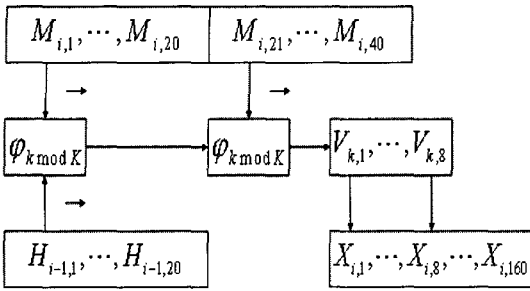 M_{i,1}, ⋯, M_{i,20} M_{i,21}, ⋯, M_{i,40}
→ →
φ_{k mod K} φ_{k mod K} V_{k,1}, ⋯, V_{k,8}
→
H_{i-1,1}, ⋯, H_{i-1,20} X_{i,1}, ⋯, X_{i,8}, ⋯, X_{i,160}